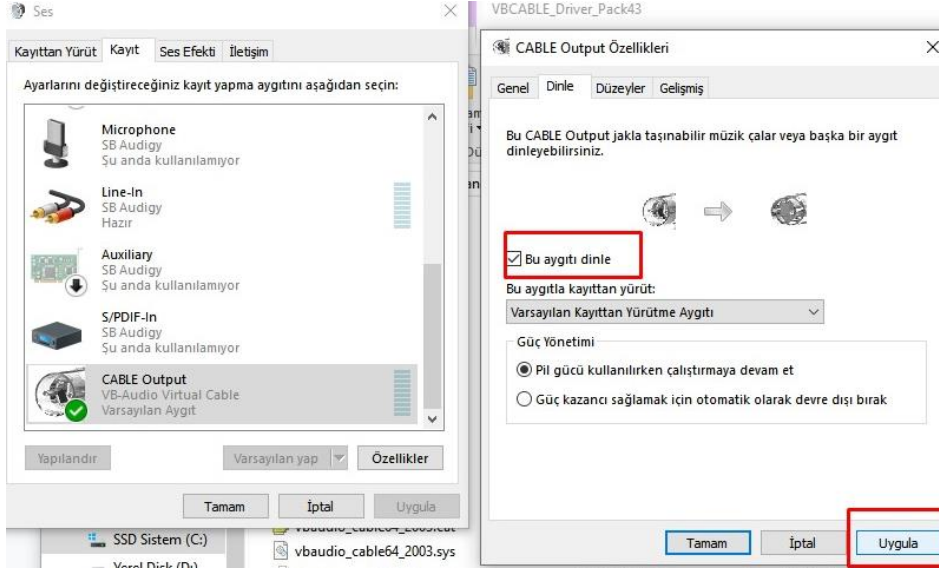 Ses
Kayıttan Yürüt
Kayıt
Ses Efekti
İletişim
Ayarlarını değiştireceğiniz kayıt yapma aygıtını aşağıdan seçin:
Microphone
SB Audigy
Şu anda kullanılamıyor
Line-In
SB Audigy
Hazır
Auxiliary
SB Audigy
Şu anda kullanılamıyor
S/PDIF-In
SB Audigy
Şu anda kullanılamıyor
CABLE Output
VB-Audio Virtual Cable
Varsayılan Aygıt
Yapılandır
Varsayılan yap
Özellikler
Tamam
İptal
Uygula
SSD Sistem (C:)
Yerel Disk (D:)
vbaudio_cable64_2003.cat
vbaudio_cable64_2003.sys
VBCABLE_Driver_Pack43
CABLE Output Özellikleri
Genel
Dinle
Düzeyler
Gelişmiş
Bu CABLE Output jakla taşınabilir müzik çalar veya başka bir aygıt
dinleyebilirsiniz.
Bu aygıtı dinle
Bu aygıtla kayıttan yürüt:
Varsayılan Kayıttan Yürütme Aygıtı
Güç Yönetimi
Pil gücü kullanılırken çalıştırmaya devam et
Güç kazancı sağlamak için otomatik olarak devre dışı bırak
Tamam
İptal
Uygula